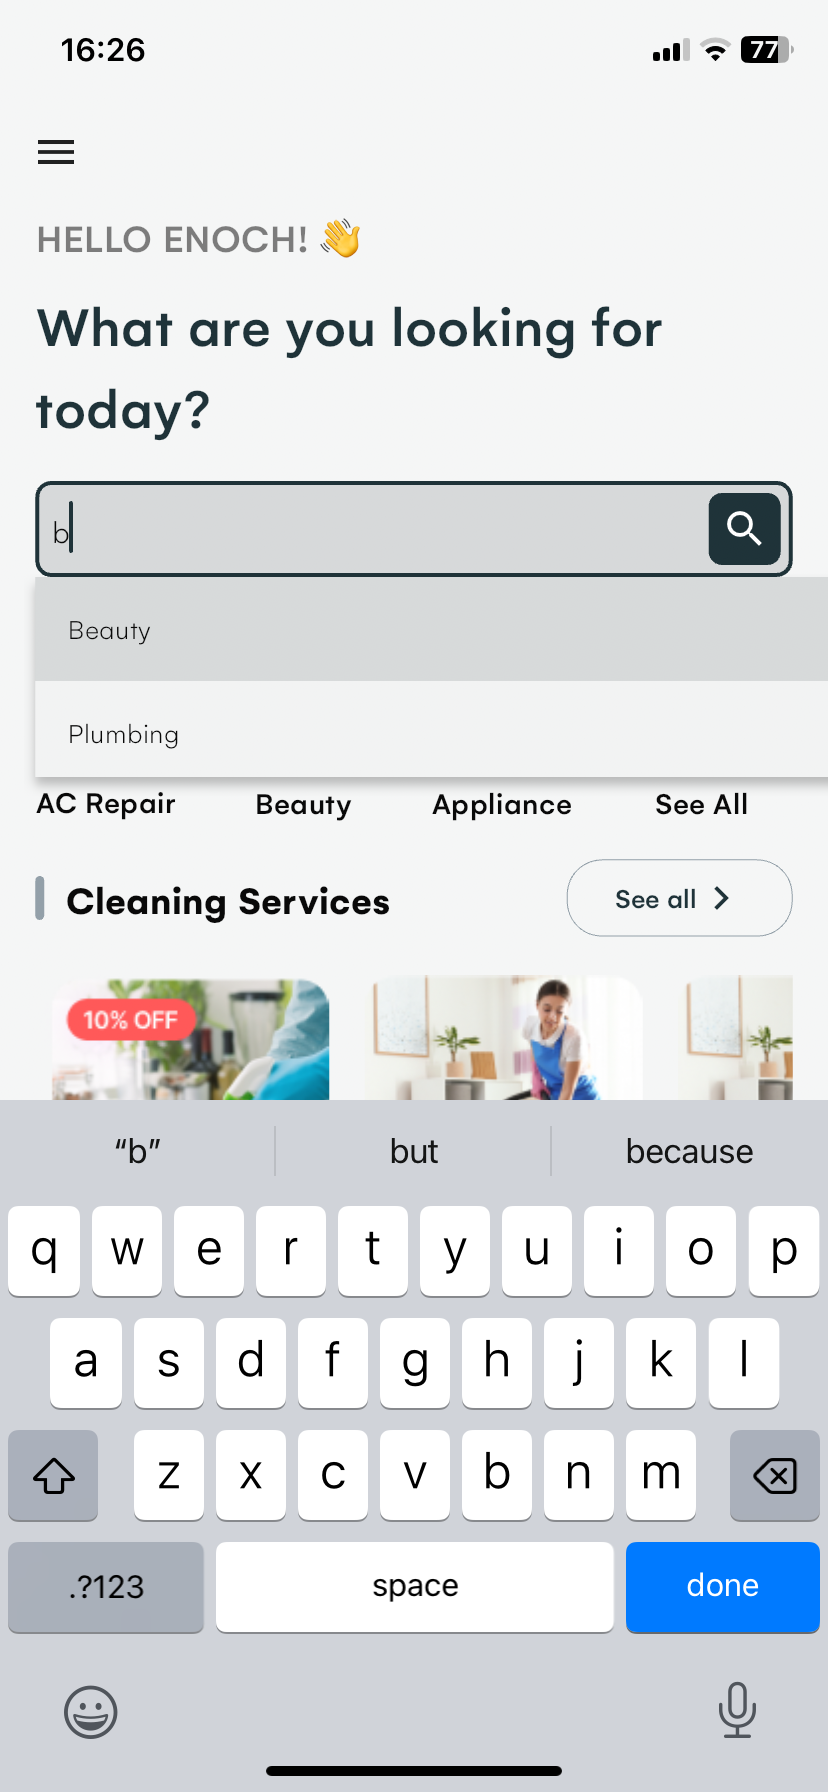 16:26
77
HELLO ENOCH! 👋
What are you looking for
today?
b
Beauty
Plumbing
AC Repair Beauty Appliance See All
Cleaning Services See all
10% OFF
“b” but because
q w e r t y u i o p
a s d f g h j k l
z x c v b n m
.?123 space done